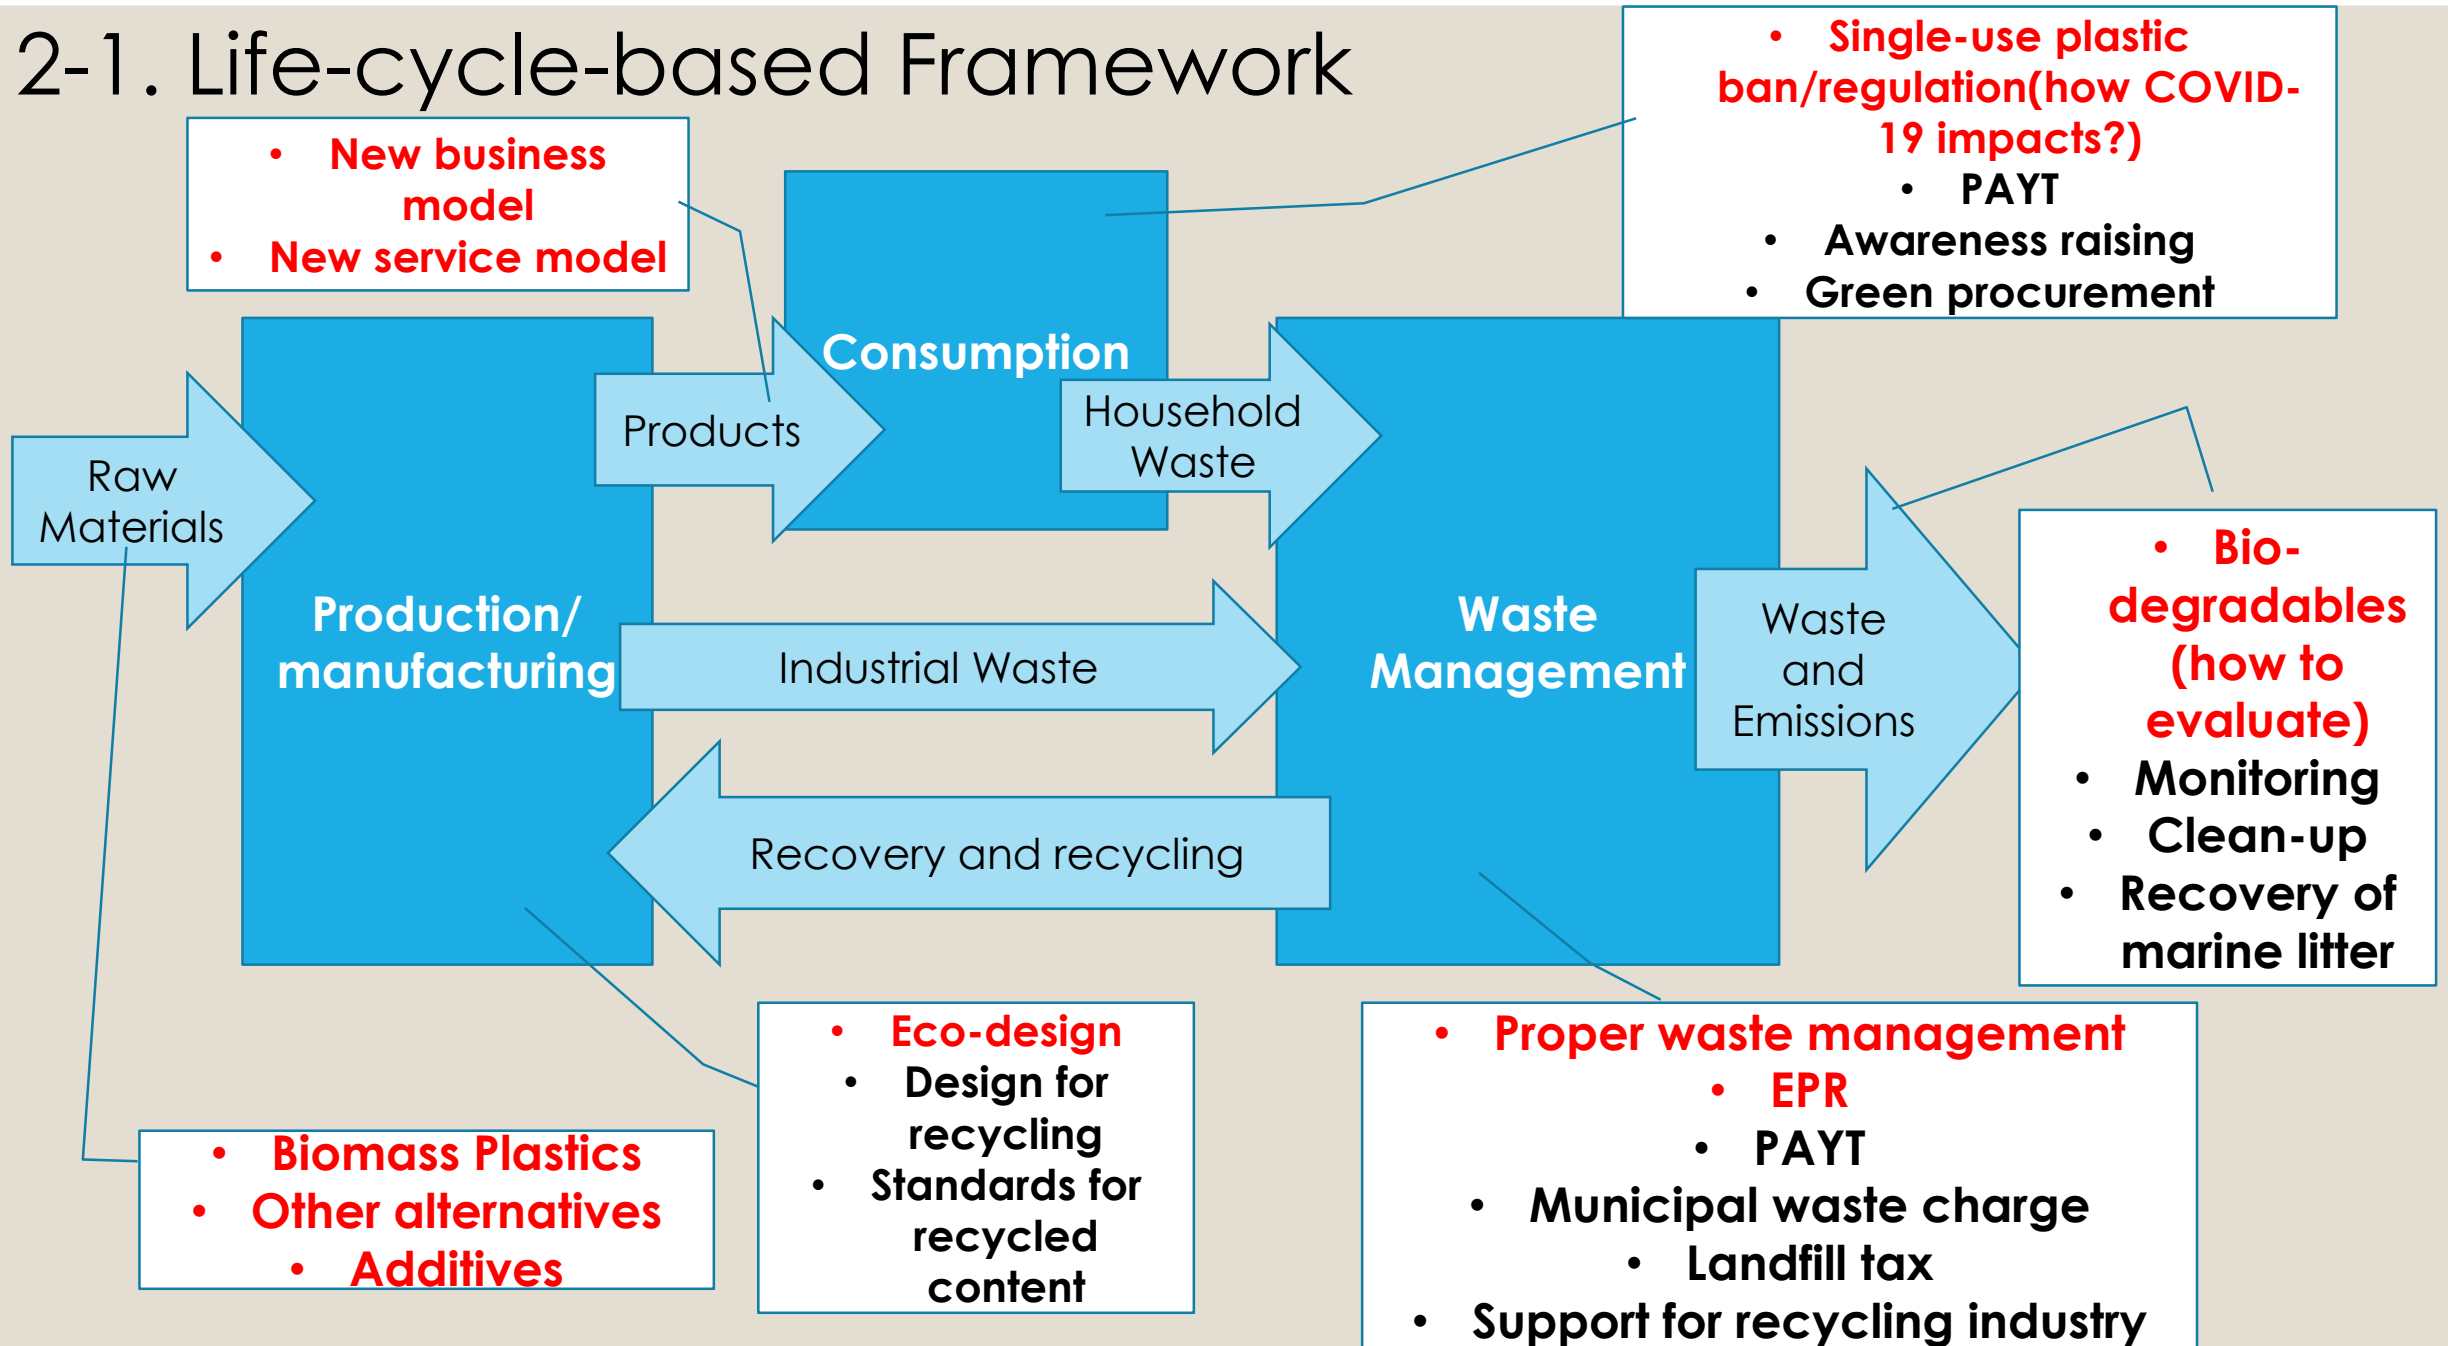 2-1. Life-cycle-based Framework
• Single-use plastic
ban/regulation(how COVID-
19 impacts?)
• PAYT
• Awareness raising
• Green procurement
• New business
model
• New service model
Consumption
Products
Household
Waste
Raw
Materials
Production/
manufacturing
Industrial Waste
Waste
Management
Waste
and
Emissions
Recovery and recycling
• Bio-
degradables
(how to
evaluate)
• Monitoring
• Clean-up
• Recovery of
marine litter
• Biomass Plastics
• Other alternatives
• Additives
• Eco-design
• Design for
recycling
• Standards for
recycled
content
• Proper waste management
• EPR
• PAYT
• Municipal waste charge
• Landfill tax
• Support for recycling industry